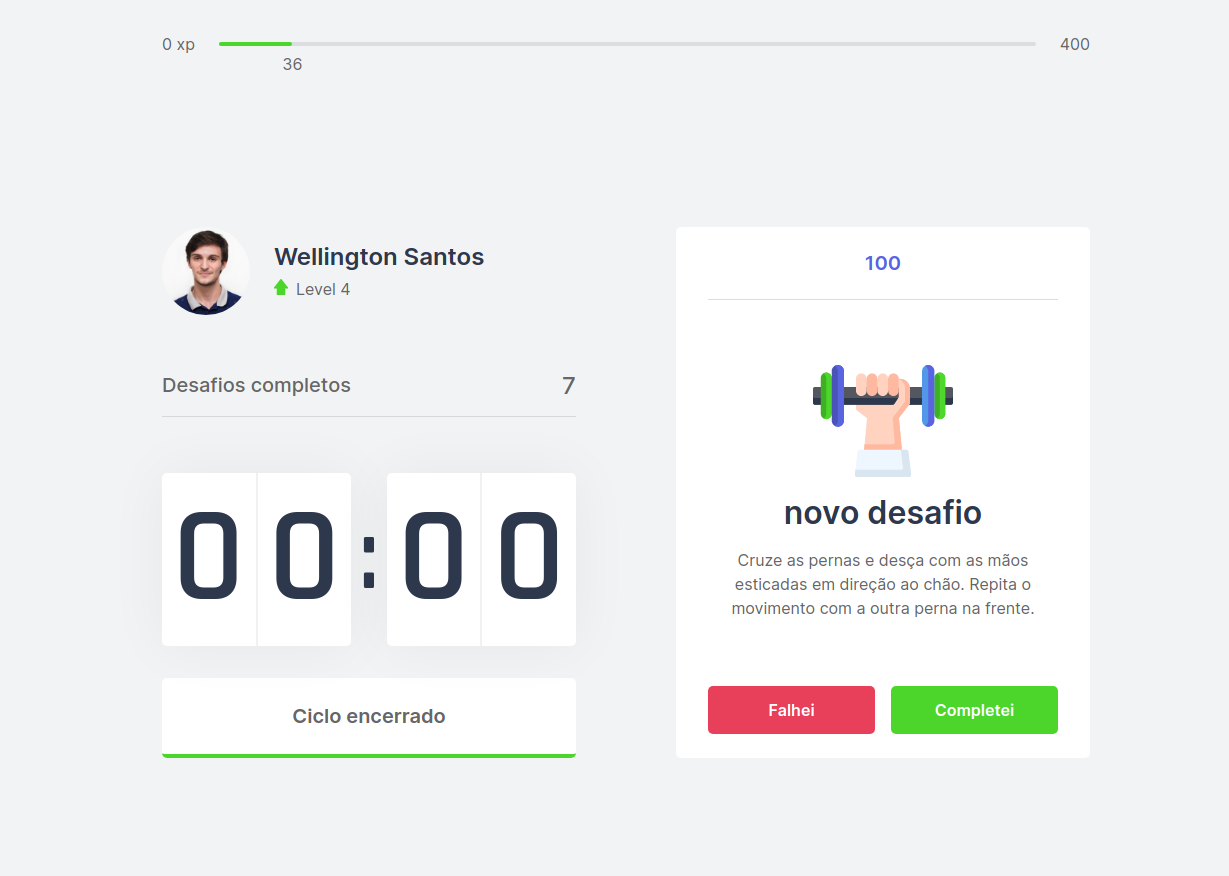 0 xp
36
400
Wellington Santos
Level 4
Desafios completos 7
00:00
Ciclo encerrado
100
novo desafio
Cruze as pernas e desça com as mãos
esticadas em direção ao chão. Repita o
movimento com a outra perna na frente.
Falhei
Completei